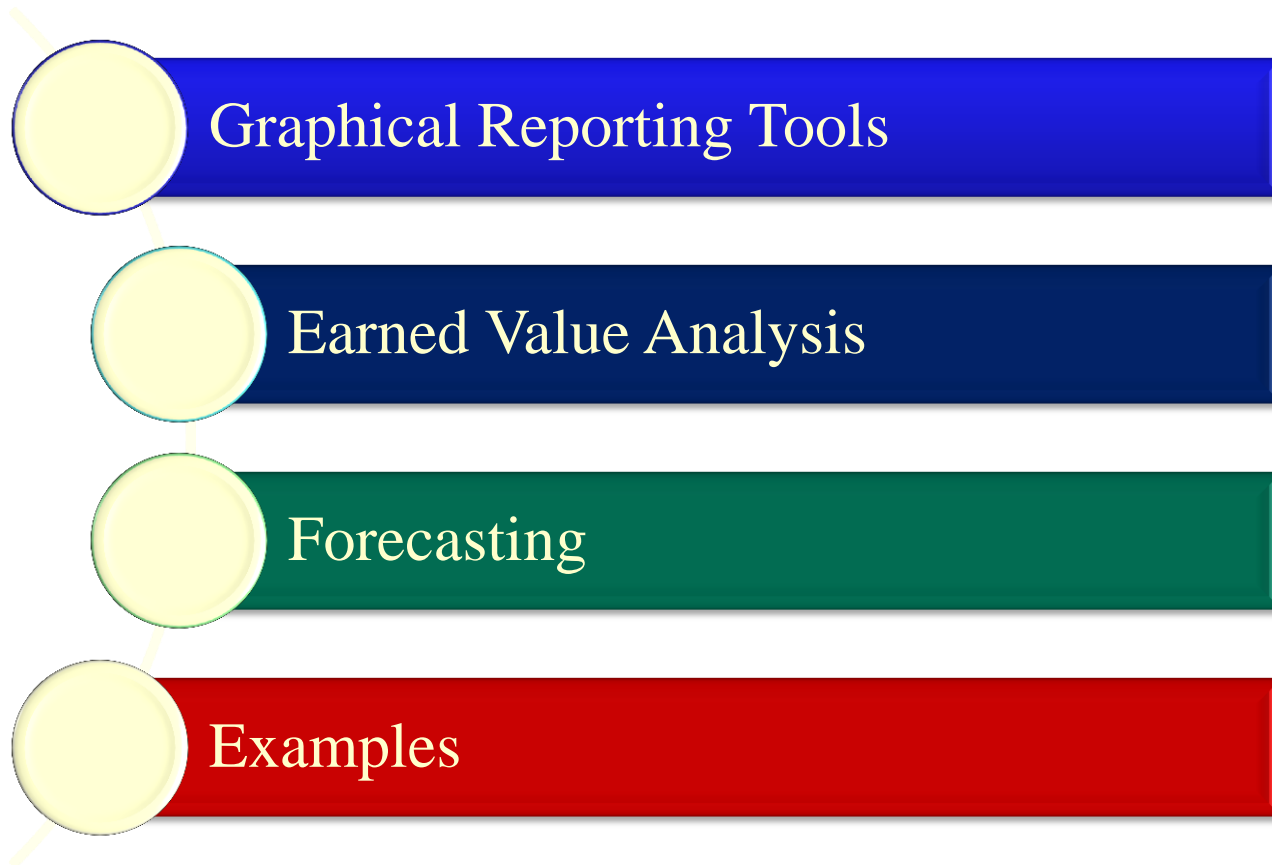 Graphical Reporting Tools
Earned Value Analysis
Forecasting
Examples